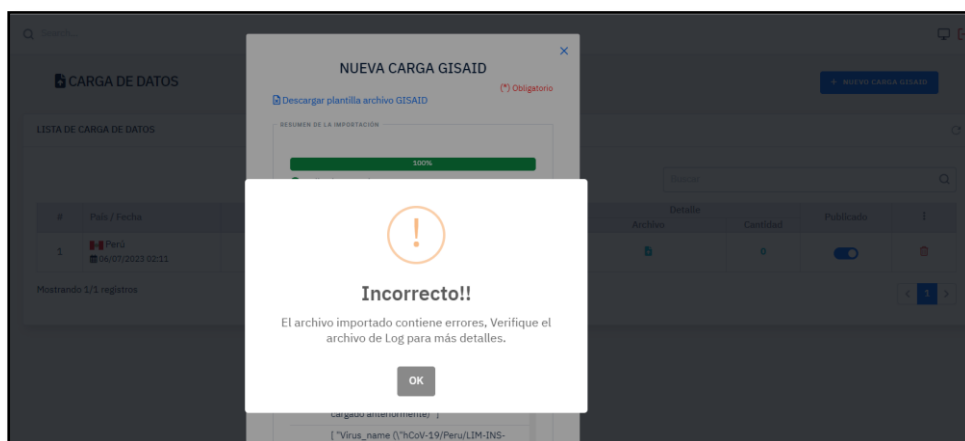 Search...
CARGA DE DATOS
+ NUEVO CARGA GISAID
LISTA DE CARGA DE DATOS
×
NUEVA CARGA GISAID
(*) Obligatorio
Descargar plantilla archivo GISAID
RESUMEN DE LA IMPORTACIÓN
100%
Buscar
# País / Fecha Detalle Publicado
Archivo Cantidad
1 Perú 9
06/07/2023 02:11
Mostrando 1/1 registros
< 1 >
!
Incorrecto!!
El archivo importado contiene errores, Verifique el
archivo de Log para más detalles.
OK
cargado anteriormente) ]
[ "Virus_name (\"hCoV-19/Peru/LIM-INS-